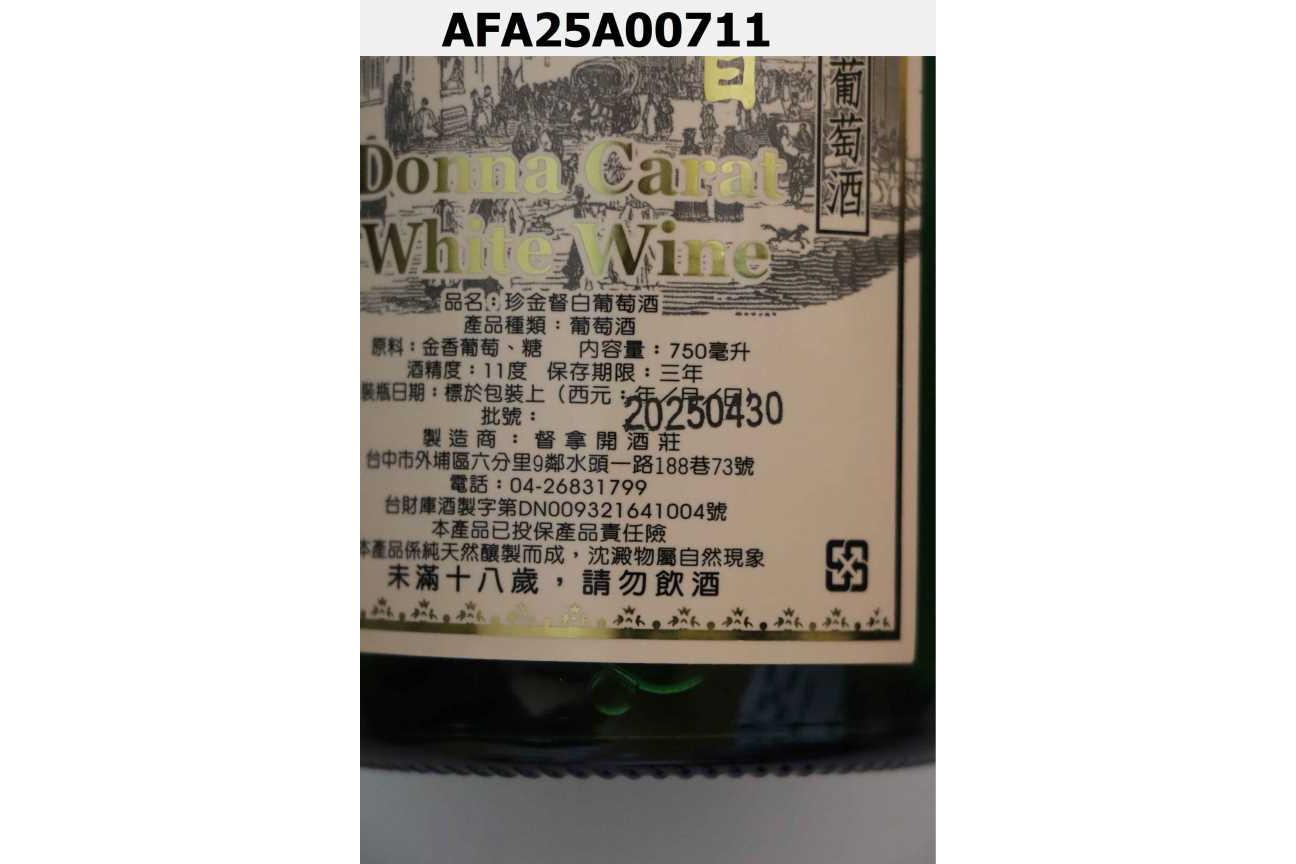 AFA25A00711
葡萄酒
Donna Carat
White Wine
品名：珍金督白葡萄酒
產品種類：葡萄酒
原料：金香葡萄、糖 內容量：750毫升
酒精度：11度 保存期限：三年
裝瓶日期：標於包裝上（西元：年／月／日）
批號： 20250430
製造商：督拿開酒莊
台中市外埔區六分里9鄰水頭一路188巷73號
電話：04-26831799
台財庫酒製字第DN009321641004號
本產品已投保產品責任險
本產品係純天然釀製而成，沈澱物屬自然現象
未滿十八歲，請勿飲酒